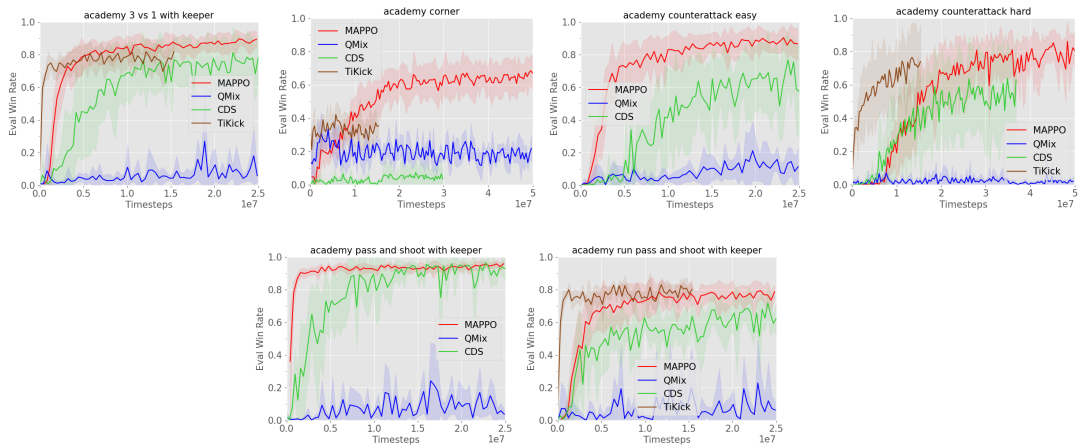 academy 3 vs 1 with keeper
1.0
0.8
0.6
0.4
0.2
0.0
Eval Win Rate
MAPPO
QMix
CDS
TiKick
0.0 0.5 1.0 1.5 2.0 2.5
Timesteps
1e7
academy corner
1.0
0.8
0.6
0.4
0.2
0.0
Eval Win Rate
MAPPO
QMix
CDS
TiKick
0 1 2 3 4 5
Timesteps
1e7
academy counterattack easy
1.0
0.8
0.6
0.4
0.2
0.0
Eval Win Rate
MAPPO
QMix
CDS
0.0 0.5 1.0 1.5 2.0 2.5
Timesteps
1e7
academy counterattack hard
1.0
0.8
0.6
0.4
0.2
0.0
Eval Win Rate
MAPPO
QMix
CDS
TiKick
0 1 2 3 4 5
Timesteps
1e7
academy pass and shoot with keeper
1.0
0.8
0.6
0.4
0.2
0.0
Eval Win Rate
MAPPO
QMix
CDS
0.0 0.5 1.0 1.5 2.0 2.5
Timesteps
1e7
academy run pass and shoot with keeper
1.0
0.8
0.6
0.4
0.2
0.0
Eval Win Rate
MAPPO
QMix
CDS
TiKick
0.0 0.5 1.0 1.5 2.0 2.5
Timesteps
1e7